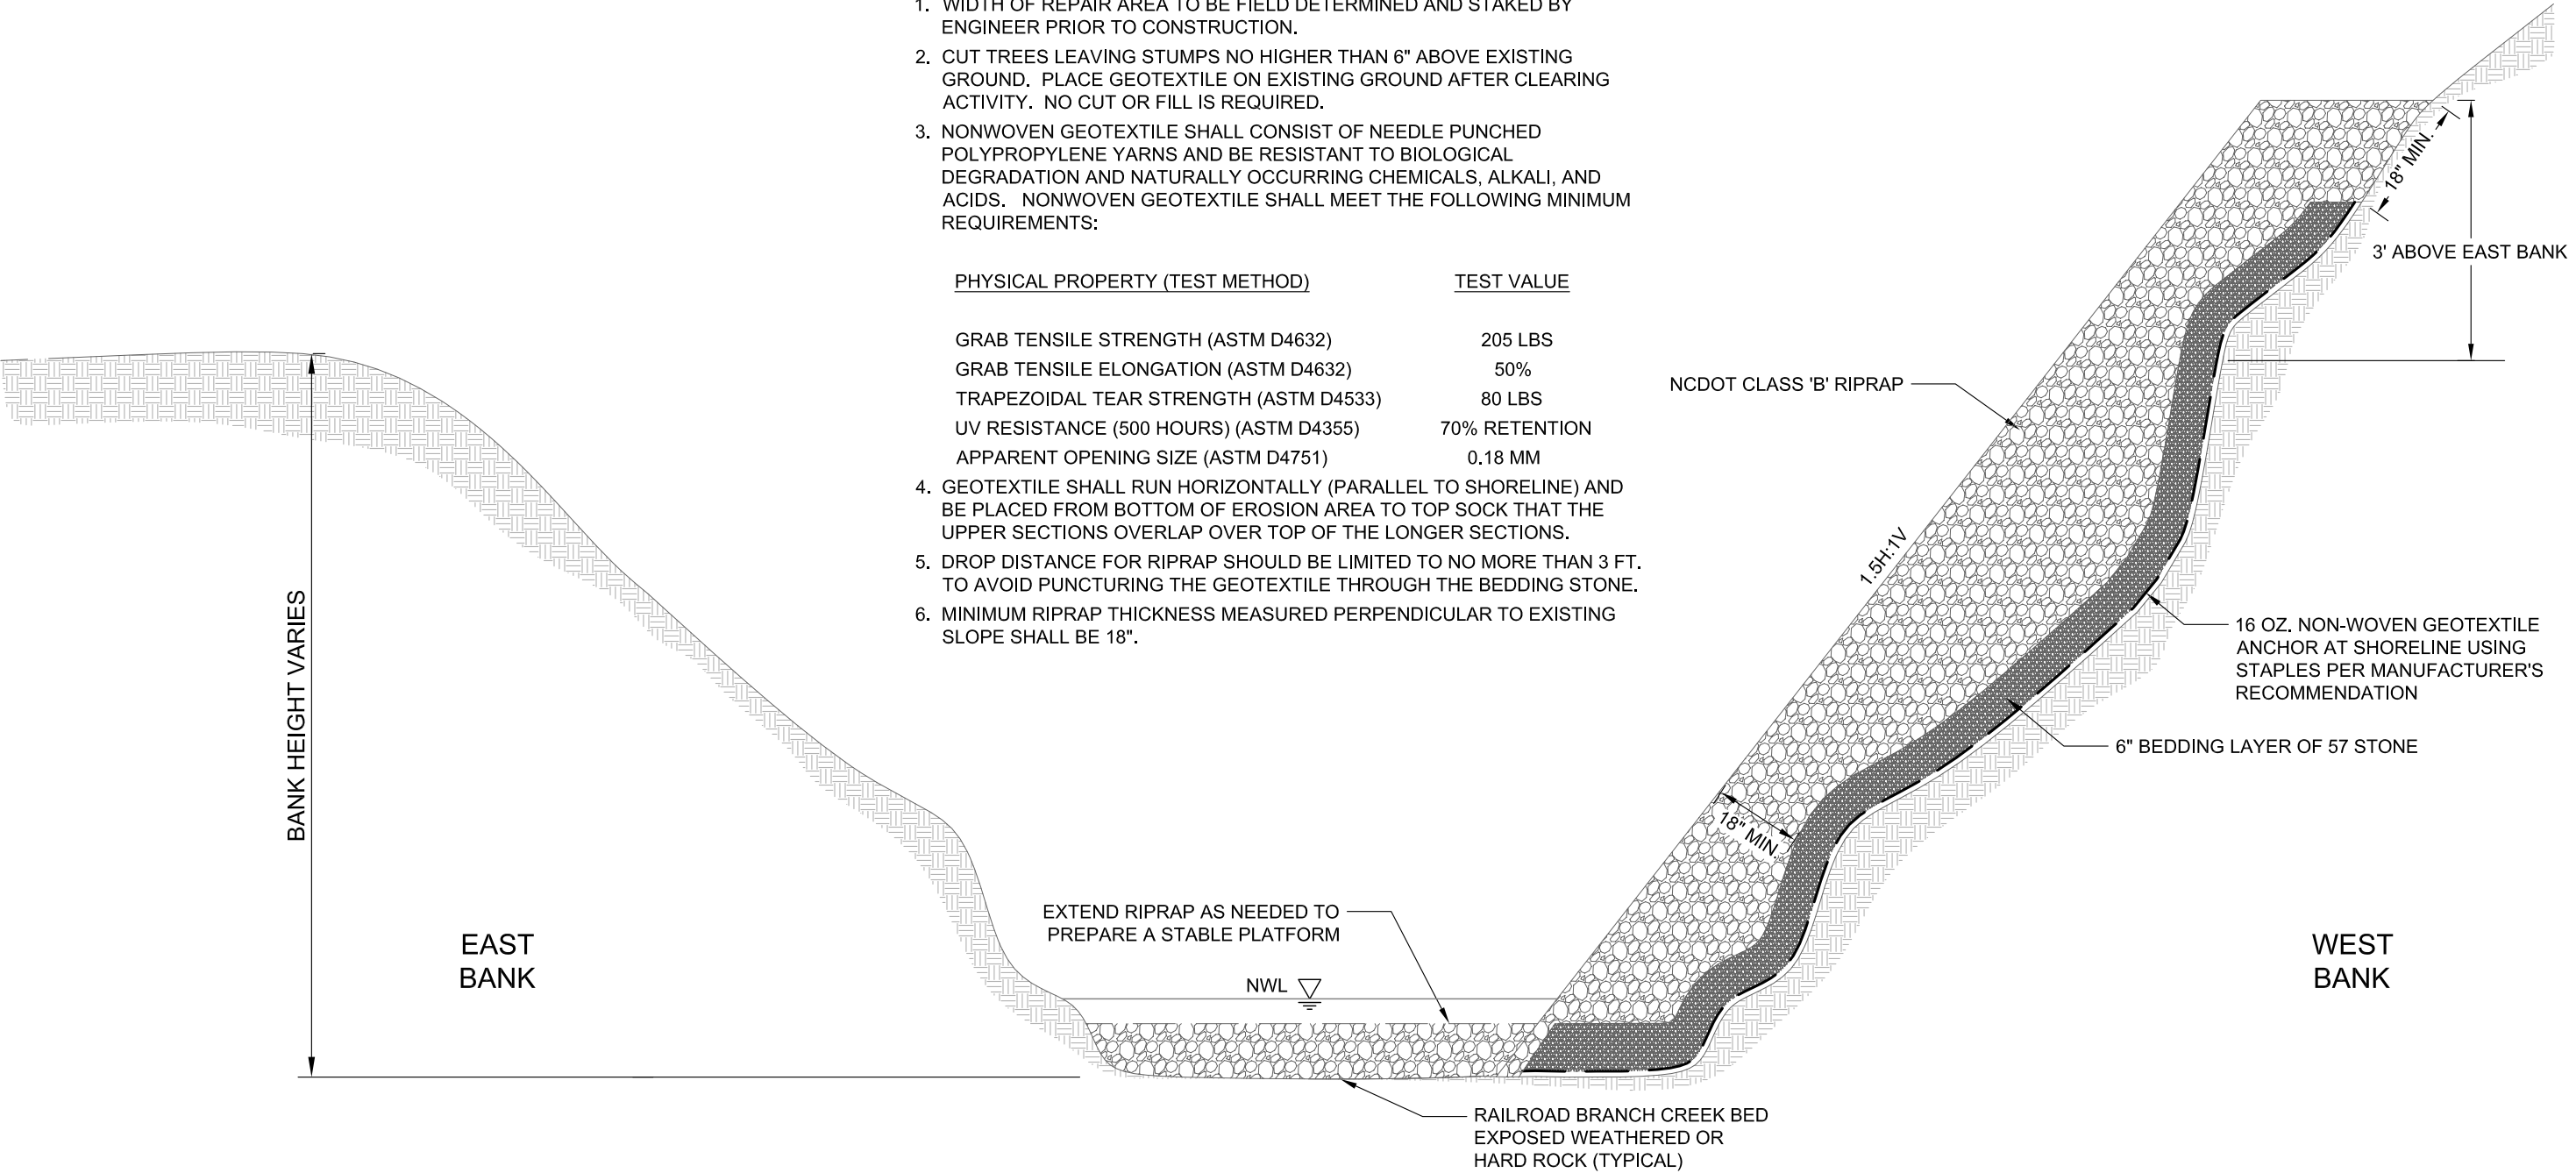 1. WIDTH OF REPAIR AREA TO BE FIELD DETERMINED AND STAKED BY
ENGINEER PRIOR TO CONSTRUCTION.
2. CUT TREES LEAVING STUMPS NO HIGHER THAN 6" ABOVE EXISTING
GROUND. PLACE GEOTEXTILE ON EXISTING GROUND AFTER CLEARING
ACTIVITY. NO CUT OR FILL IS REQUIRED.
3. NONWOVEN GEOTEXTILE SHALL CONSIST OF NEEDLE PUNCHED
POLYPROPYLENE YARNS AND BE RESISTANT TO BIOLOGICAL
DEGRADATION AND NATURALLY OCCURRING CHEMICALS, ALKALI, AND
ACIDS. NONWOVEN GEOTEXTILE SHALL MEET THE FOLLOWING MINIMUM
REQUIREMENTS:
PHYSICAL PROPERTY (TEST METHOD) TEST VALUE
GRAB TENSILE STRENGTH (ASTM D4632) 205 LBS
GRAB TENSILE ELONGATION (ASTM D4632) 50%
TRAPEZOIDAL TEAR STRENGTH (ASTM D4533) 80 LBS
UV RESISTANCE (500 HOURS) (ASTM D4355) 70% RETENTION
APPARENT OPENING SIZE (ASTM D4751) 0.18 MM
4. GEOTEXTILE SHALL RUN HORIZONTALLY (PARALLEL TO SHORELINE) AND
BE PLACED FROM BOTTOM OF EROSION AREA TO TOP SOCK THAT THE
UPPER SECTIONS OVERLAP OVER TOP OF THE LONGER SECTIONS.
5. DROP DISTANCE FOR RIPRAP SHOULD BE LIMITED TO NO MORE THAN 3 FT.
TO AVOID PUNCTURING THE GEOTEXTILE THROUGH THE BEDDING STONE.
6. MINIMUM RIPRAP THICKNESS MEASURED PERPENDICULAR TO EXISTING
SLOPE SHALL BE 18".
18" MIN.
3' ABOVE EAST BANK
NCDOT CLASS 'B' RIPRAP
1.5H:1V
16 OZ. NON-WOVEN GEOTEXTILE
ANCHOR AT SHORELINE USING
STAPLES PER MANUFACTURER'S
RECOMMENDATION
6" BEDDING LAYER OF 57 STONE
18" MIN.
BANK HEIGHT VARIES
EAST
BANK
EXTEND RIPRAP AS NEEDED TO
PREPARE A STABLE PLATFORM
NWL
WEST
BANK
RAILROAD BRANCH CREEK BED
EXPOSED WEATHERED OR
HARD ROCK (TYPICAL)